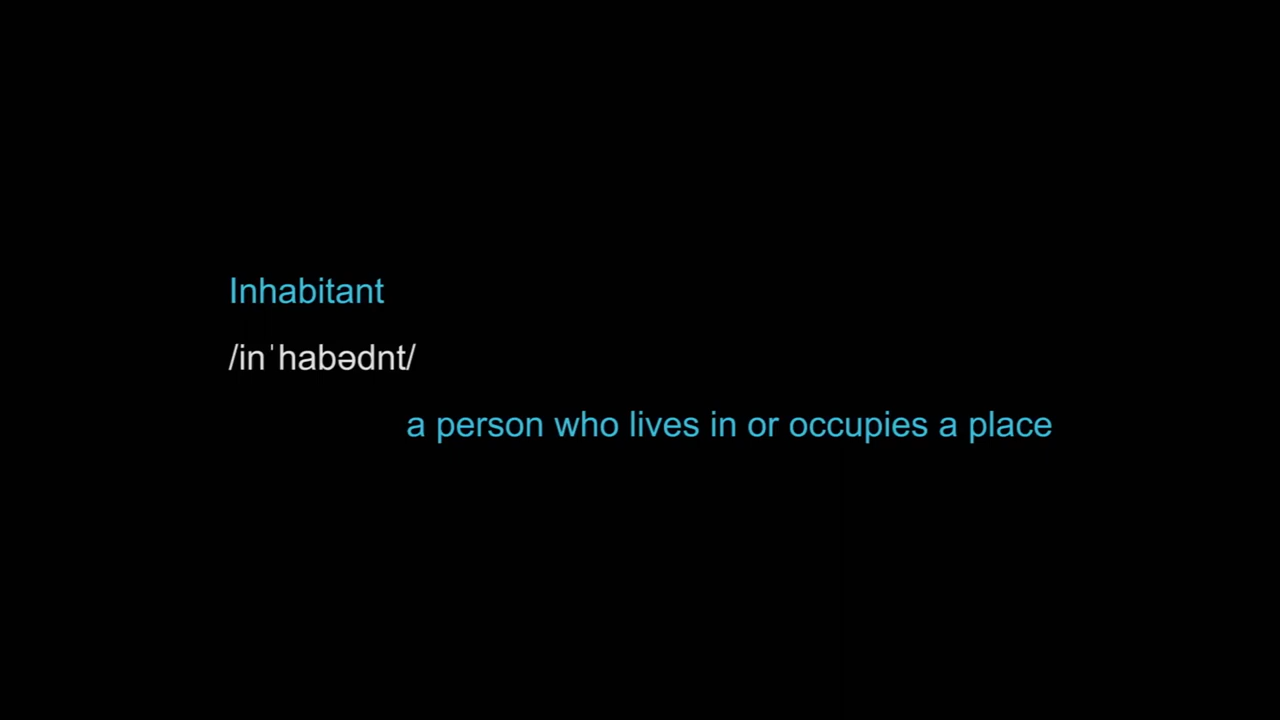 Inhabitant
/inˈhabədnt/
a person who lives in or occupies a place